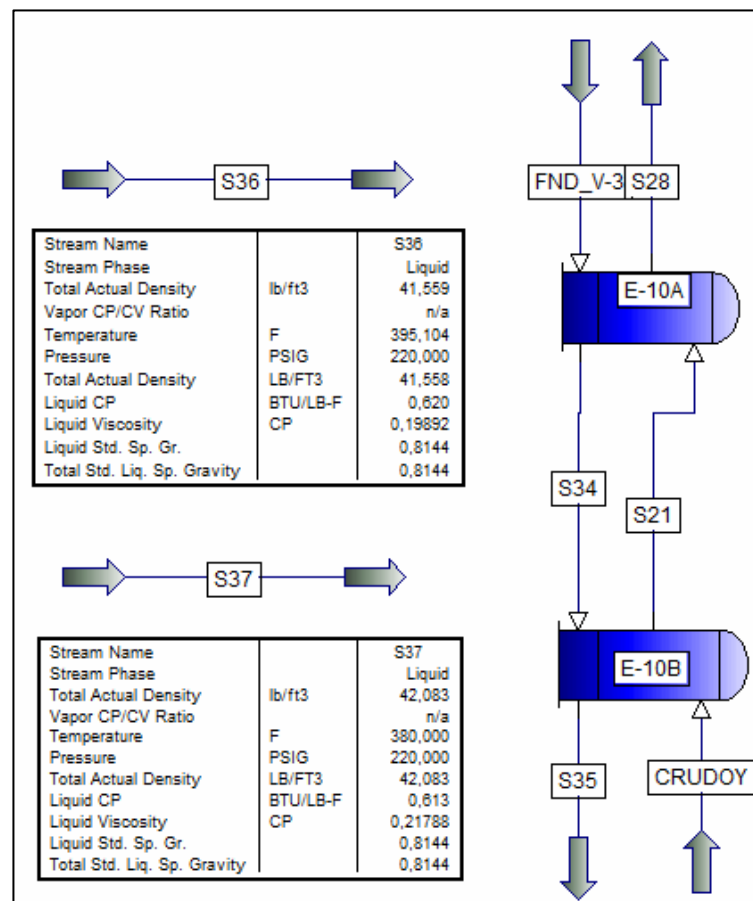 S36
Stream Name S36
Stream Phase Liquid
Total Actual Density lb/ft3 41,559
Vapor CP/CV Ratio n/a
Temperature F 395,104
Pressure PSIG 220,000
Total Actual Density LB/FT3 41,558
Liquid CP BTU/LB-F 0,620
Liquid Viscosity CP 0,19892
Liquid Std. Sp. Gr. 0,8144
Total Std. Liq. Sp. Gravity 0,8144
S37
Stream Name S37
Stream Phase Liquid
Total Actual Density lb/ft3 42,083
Vapor CP/CV Ratio n/a
Temperature F 380,000
Pressure PSIG 220,000
Total Actual Density LB/FT3 42,083
Liquid CP BTU/LB-F 0,613
Liquid Viscosity CP 0,21788
Liquid Std. Sp. Gr. 0,8144
Total Std. Liq. Sp. Gravity 0,8144
FND_V-3 S28
E-10A
S34
S21
E-10B
S35
CRUDOY